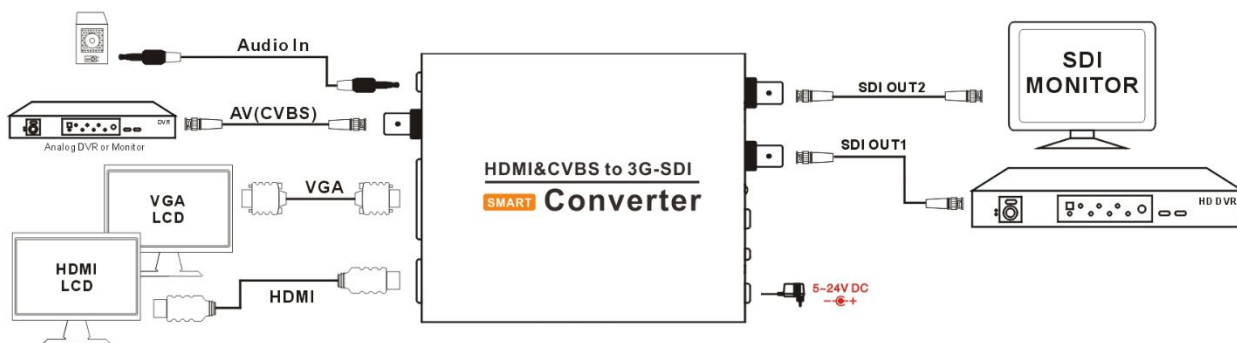 Audio In
AV(CVBS)
DVR
Analog DVR or Monitor
VGA
VGA
LCD
HDMI
LCD
HDMI
HDMI&CVBS to 3G-SDI
SMART Converter
SDI OUT2
SDI
MONITOR
SDI OUT1
HD DVR
5~24V DC